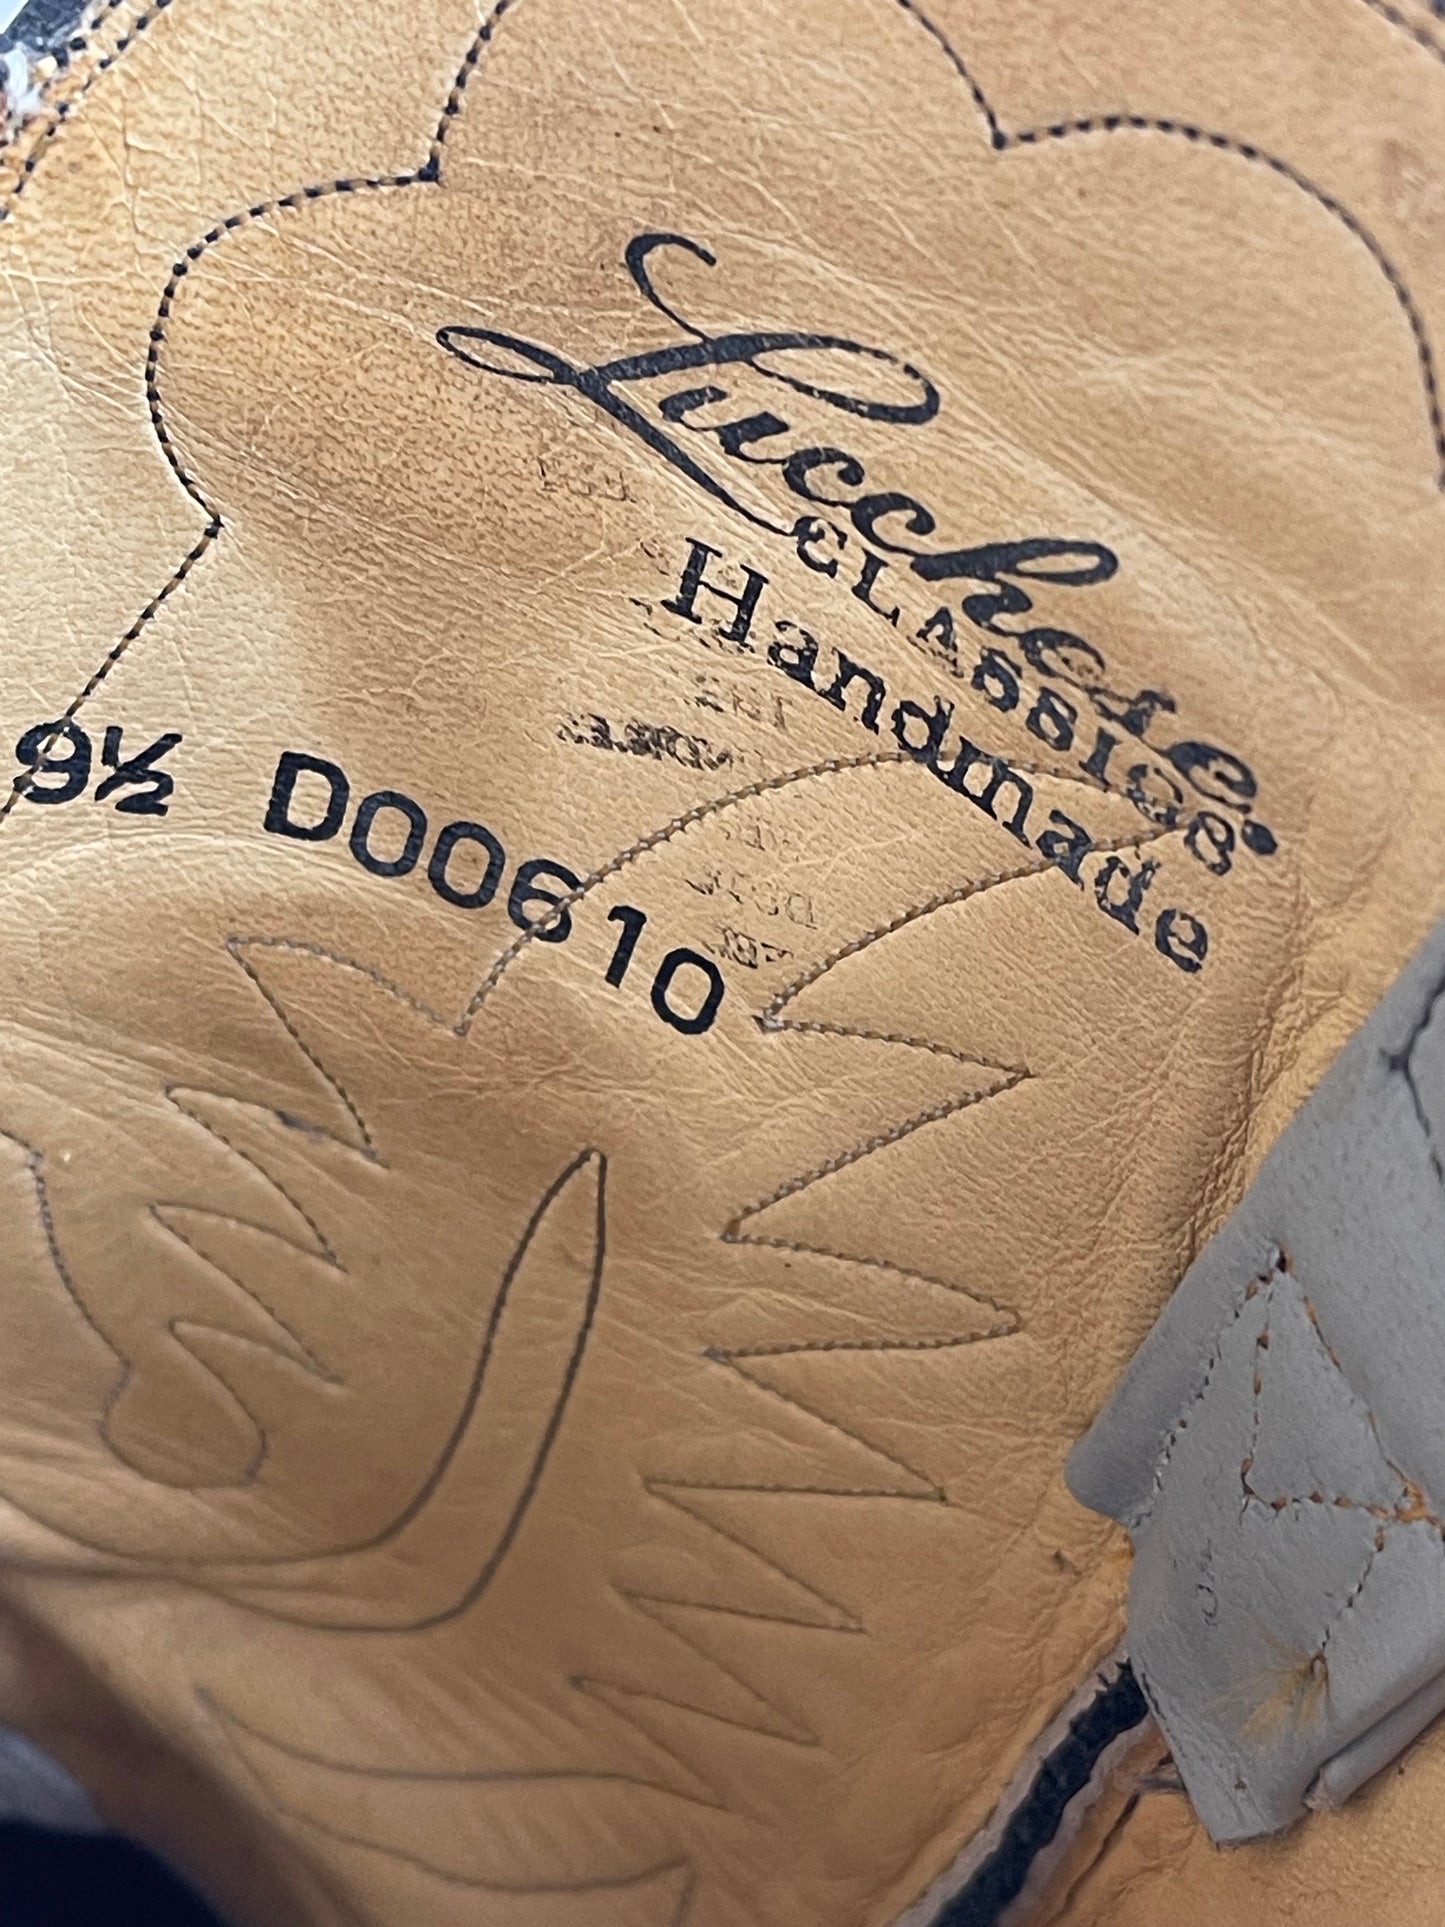 Lucchese
CLASSICS
Handmade
9½ D00610